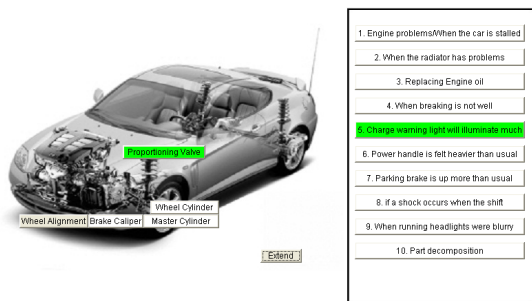 Proportioning Valve
Wheel Cylinder
Wheel Alignment Brake Caliper Master Cylinder
Extend
1. Engine problems/When the car is stalled
2. When the radiator has problems
3. Replacing Engine oil
4. When breaking is not well
5. Charge warning light will illuminate much
6. Power handle is felt heavier than usual
7. Parking brake is up more than usual
8. if a shock occurs when the shift
9. When running headlights were blurry
10. Part decomposition